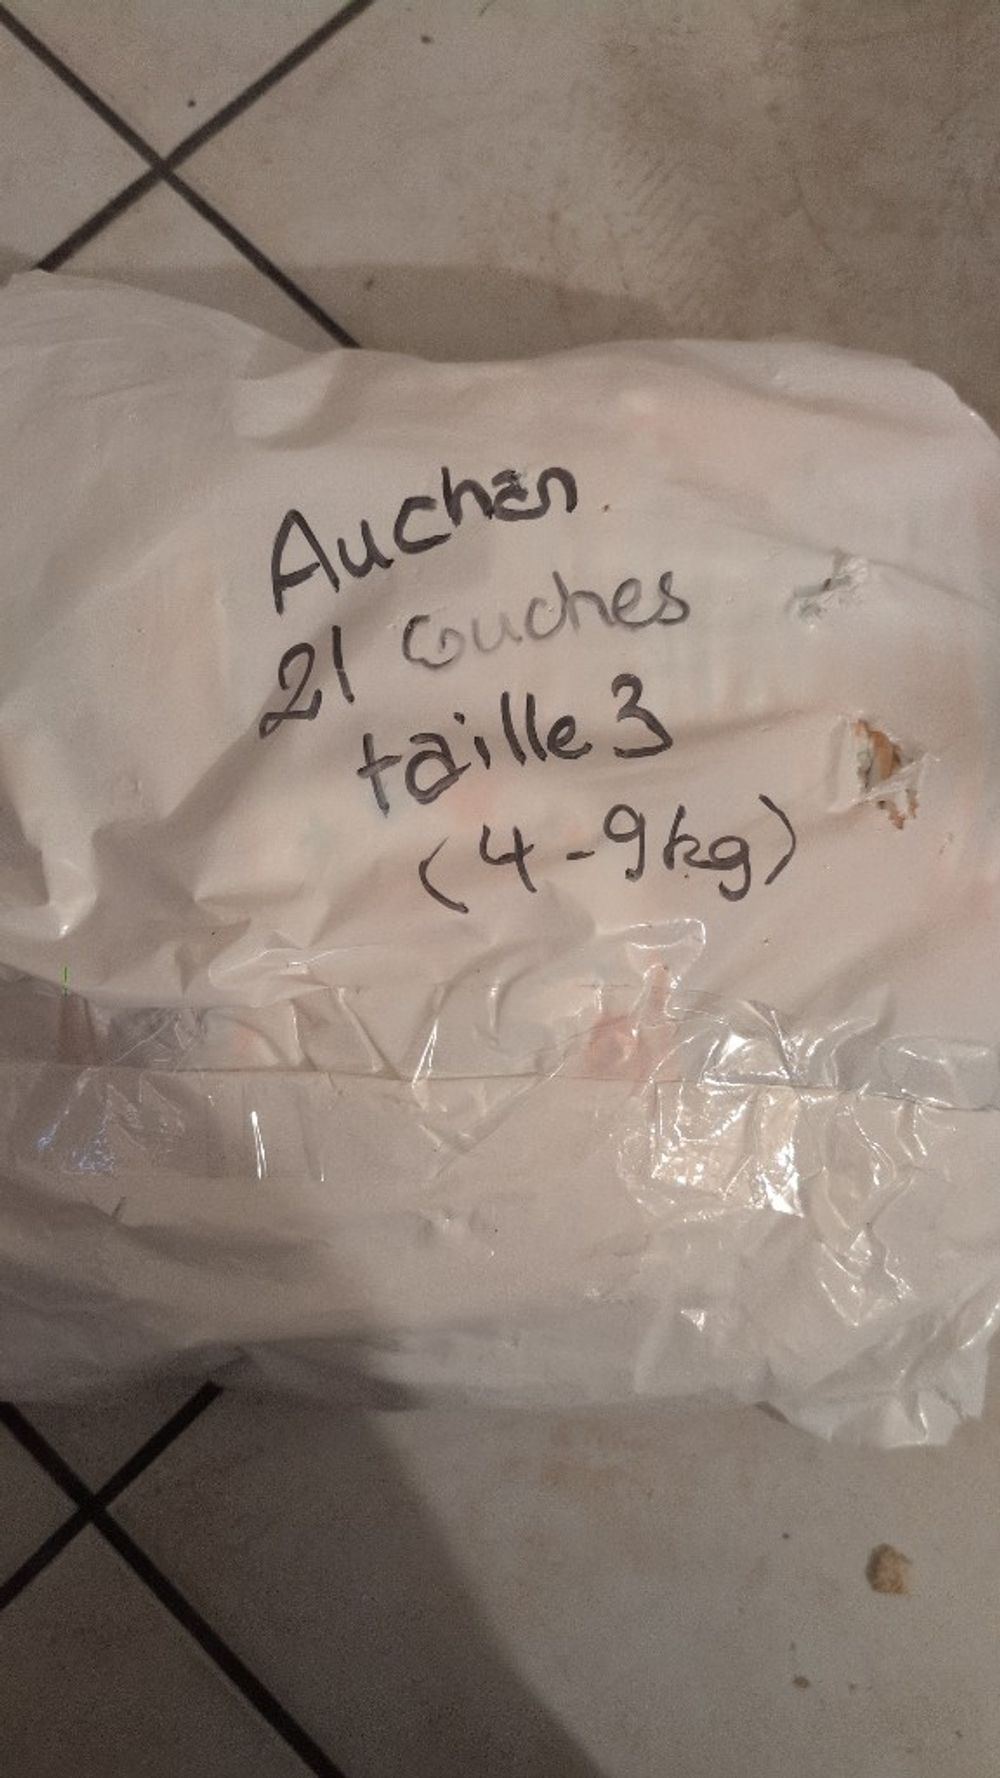 Auchan
21 couches
taille 3
(4-9kg)